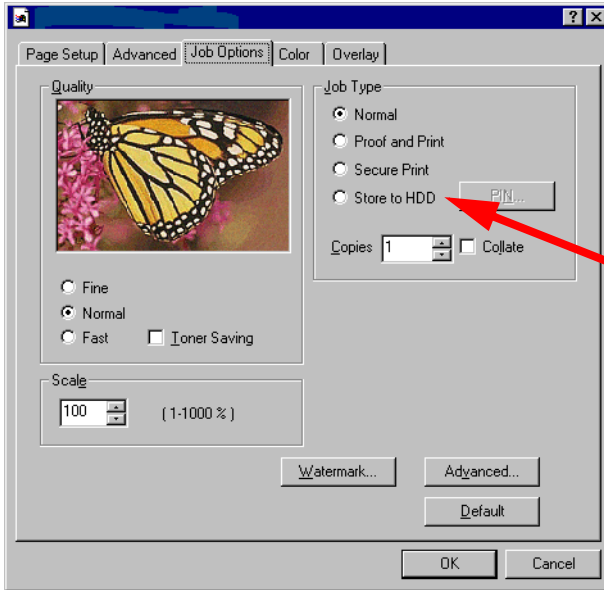 Page Setup Advanced Job Options Color Overlay
Quality
Fine
Normal
Fast Toner Saving
Scale
100 (1-1000 %)
Job Type
Normal
Proof and Print
Secure Print
Store to HDD PIN...
Copies 1 Collate
Watermark... Advanced...
Default
OK Cancel